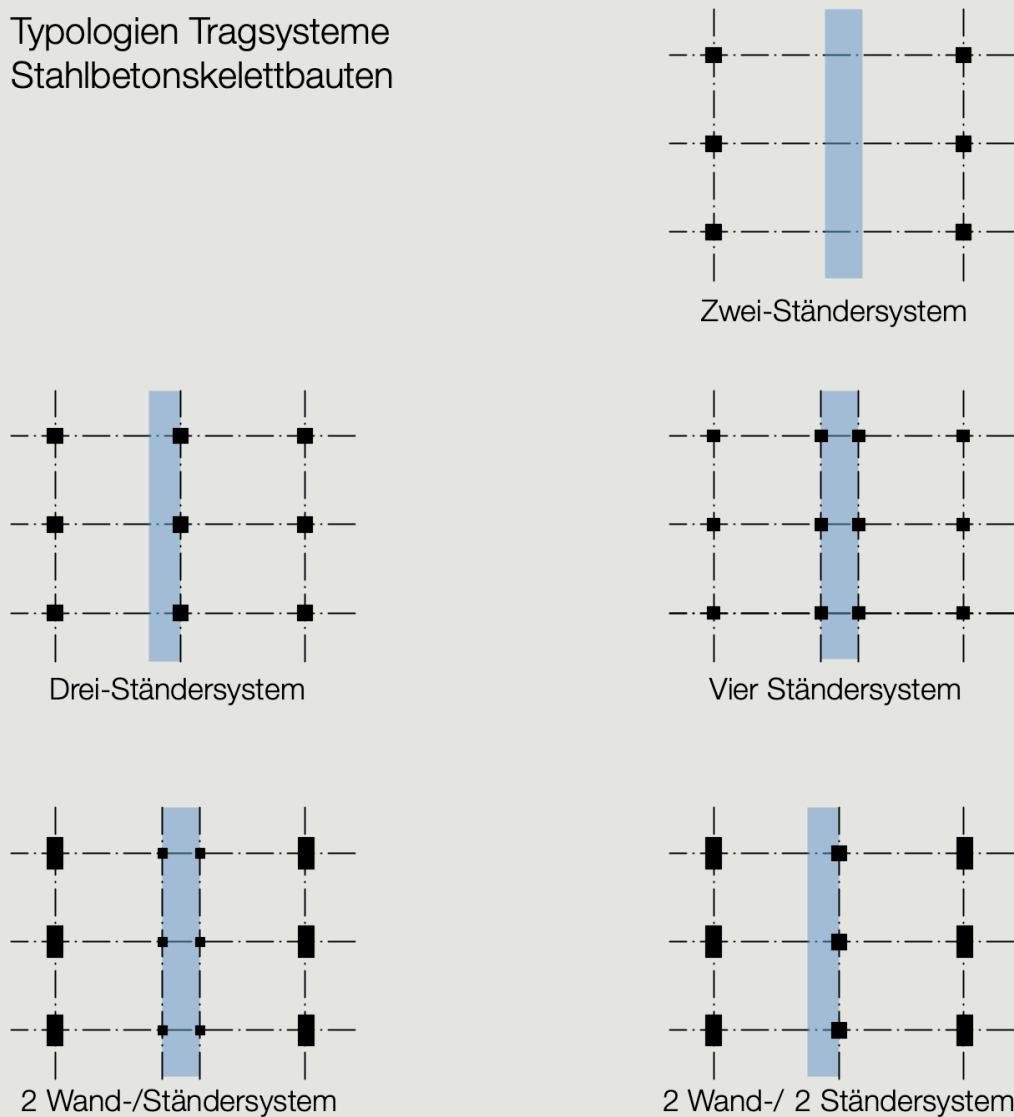 Typologien Tragsysteme
Stahlbetonskelettbauten
Zwei-Ständersystem
Drei-Ständersystem
Vier Ständersystem
2 Wand-/Ständersystem
2 Wand-/ 2 Ständersystem